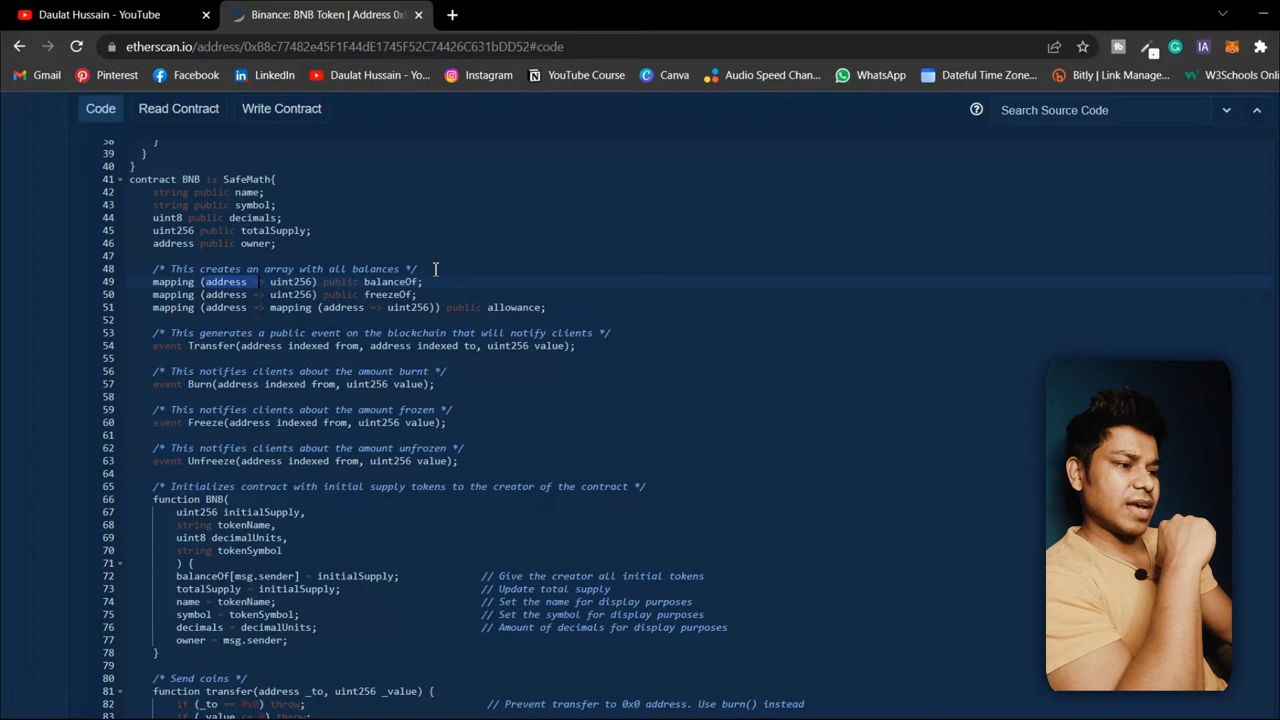 Daulat Hussain - YouTube
Binance: BNB Token | Address 0x
etherscan.io/address/0xB8c77482e45F1F44dE1745F52C74426C631bDD52#code
Gmail Pinterest Facebook LinkedIn Daulat Hussain - Yo... Instagram YouTube Course Canva Audio Speed Chan... WhatsApp Dateful Time Zone... Bitly | Link Manage... W3Schools Onli
Code Read Contract Write Contract Search Source Code
38 }
39 }
40 }
41 contract BNB is SafeMath{
42 string public name;
43 string public symbol;
44 uint8 public decimals;
45 uint256 public totalSupply;
46 address public owner;
47
48 /* This creates an array with all balances */
49 mapping (address => uint256) public balanceOf;
50 mapping (address => uint256) public freezeOf;
51 mapping (address => mapping (address => uint256)) public allowance;
52
53 /* This generates a public event on the blockchain that will notify clients */
54 event Transfer(address indexed from, address indexed to, uint256 value);
55
56 /* This notifies clients about the amount burnt */
57 event Burn(address indexed from, uint256 value);
58
59 /* This notifies clients about the amount frozen */
60 event Freeze(address indexed from, uint256 value);
61
62 /* This notifies clients about the amount unfrozen */
63 event Unfreeze(address indexed from, uint256 value);
64
65 /* Initializes contract with initial supply tokens to the creator of the contract */
66 function BNB(
67 uint256 initialSupply,
68 string tokenName,
69 uint8 decimalUnits,
70 string tokenSymbol
71 ) {
72 balanceOf[msg.sender] = initialSupply; // Give the creator all initial tokens
73 totalSupply = initialSupply; // Update total supply
74 name = tokenName; // Set the name for display purposes
75 symbol = tokenSymbol; // Set the symbol for display purposes
76 decimals = decimalUnits; // Amount of decimals for display purposes
77 owner = msg.sender;
78 }
79
80 /* Send coins */
81 function transfer(address _to, uint256 _value) {
82 if (_to == 0x0) throw; // Prevent transfer to 0x0 address. Use burn() instead
83 if (_value <= 0) throw;